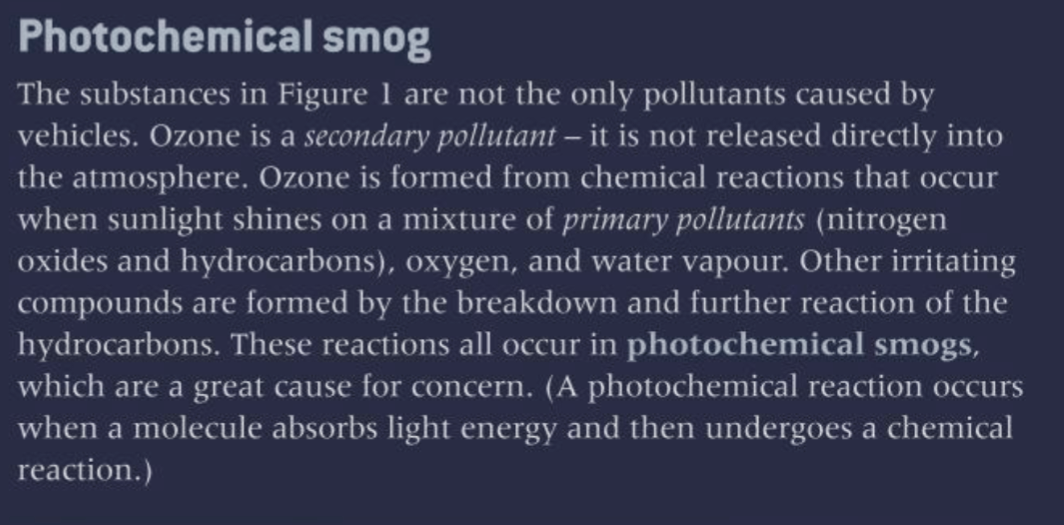 Photochemical smog
The substances in Figure 1 are not the only pollutants caused by
vehicles. Ozone is a secondary pollutant – it is not released directly into
the atmosphere. Ozone is formed from chemical reactions that occur
when sunlight shines on a mixture of primary pollutants (nitrogen
oxides and hydrocarbons), oxygen, and water vapour. Other irritating
compounds are formed by the breakdown and further reaction of the
hydrocarbons. These reactions all occur in photochemical smogs,
which are a great cause for concern. (A photochemical reaction occurs
when a molecule absorbs light energy and then undergoes a chemical
reaction.)